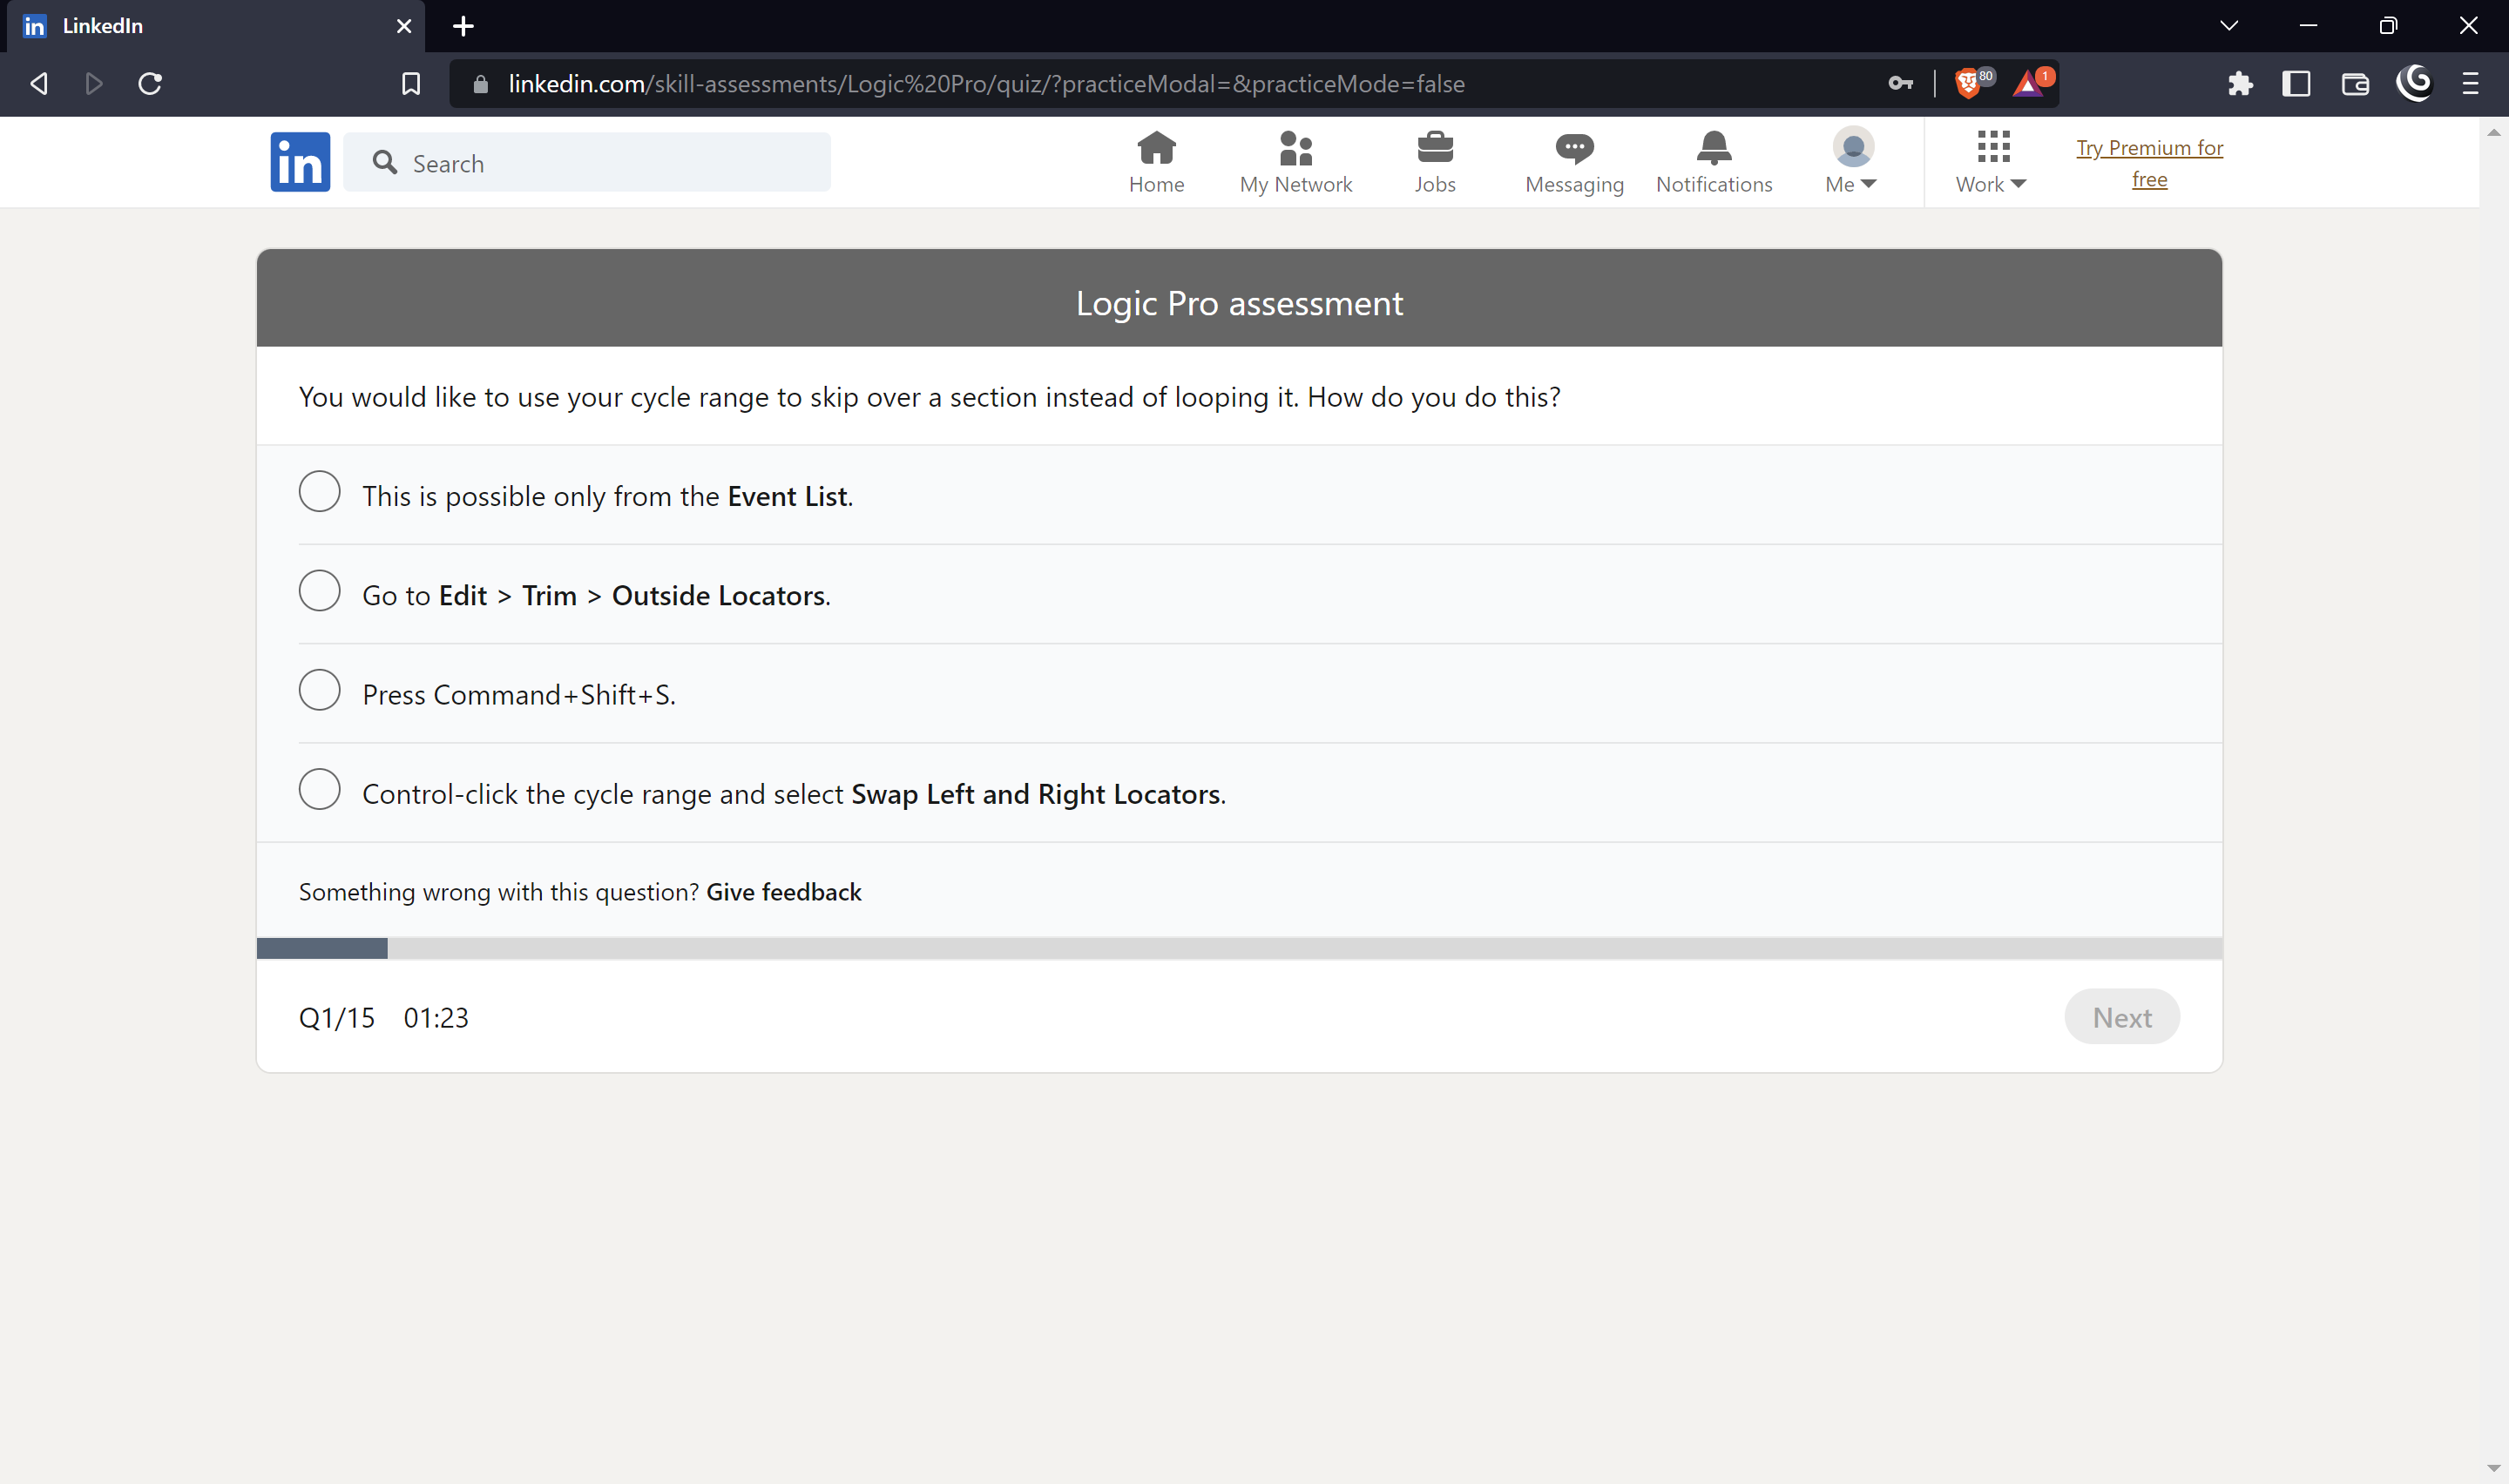 in LinkedIn
linkedin.com/skill-assessments/Logic%20Pro/quiz/?practiceModal=&practiceMode=false
80
1
in
Search
Home
My Network
Jobs
Messaging
Notifications
Me
Work
Try Premium for
free
Logic Pro assessment
You would like to use your cycle range to skip over a section instead of looping it. How do you do this?
This is possible only from the Event List.
Go to Edit > Trim > Outside Locators.
Press Command+Shift+S.
Control-click the cycle range and select Swap Left and Right Locators.
Something wrong with this question? Give feedback
Q1/15 01:23
Next